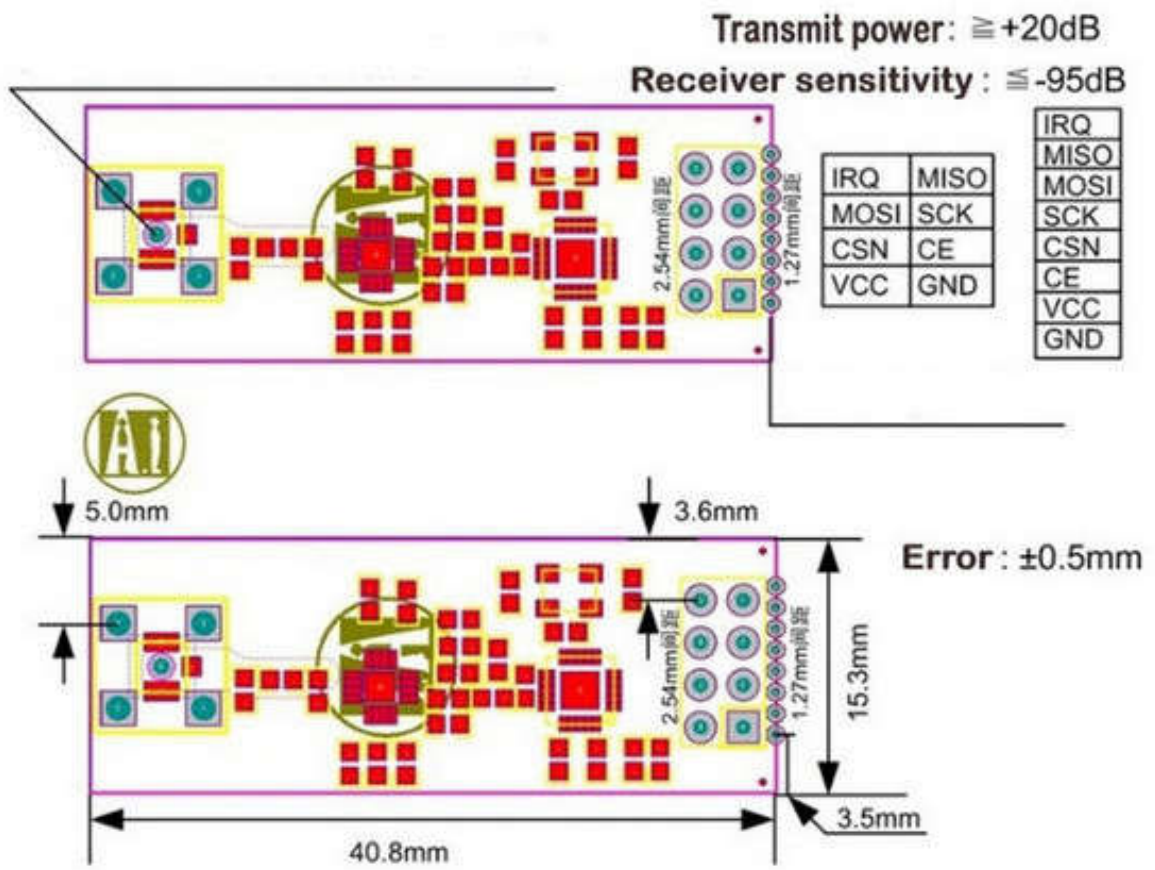 Transmit power: ≧+20dB
Receiver sensitivity: ≦-95dB
2.54mm间距
1.27mm间距
IRQ MISO
MOSI SCK
CSN CE
VCC GND
IRQ
MISO
MOSI
SCK
CSN
CE
VCC
GND
Ai
Ai
5.0mm
3.6mm
Error: ±0.5mm
2.54mm间距
1.27mm间距
15.3mm
3.5mm
40.8mm